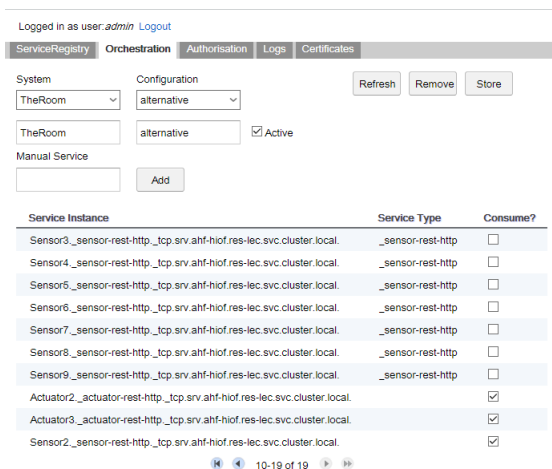 Logged in as user:admin Logout
ServiceRegistry Orchestration Authorisation Logs Certificates
System Configuration
TheRoom alternative Refresh Remove Store
TheRoom alternative Active
Manual Service
Add
Service Instance Service Type Consume?
Sensor3._sensor-rest-http._tcp.srv.ahf-hiof.res-lec.svc.cluster.local. _sensor-rest-http
Sensor4._sensor-rest-http._tcp.srv.ahf-hiof.res-lec.svc.cluster.local. _sensor-rest-http
Sensor5._sensor-rest-http._tcp.srv.ahf-hiof.res-lec.svc.cluster.local. _sensor-rest-http
Sensor6._sensor-rest-http._tcp.srv.ahf-hiof.res-lec.svc.cluster.local. _sensor-rest-http
Sensor7._sensor-rest-http._tcp.srv.ahf-hiof.res-lec.svc.cluster.local. _sensor-rest-http
Sensor8._sensor-rest-http._tcp.srv.ahf-hiof.res-lec.svc.cluster.local. _sensor-rest-http
Sensor9._sensor-rest-http._tcp.srv.ahf-hiof.res-lec.svc.cluster.local. _sensor-rest-http
Actuator2._actuator-rest-http._tcp.srv.ahf-hiof.res-lec.svc.cluster.local.
Actuator3._actuator-rest-http._tcp.srv.ahf-hiof.res-lec.svc.cluster.local.
Sensor2._sensor-rest-http._tcp.srv.ahf-hiof.res-lec.svc.cluster.local.
10-19 of 19